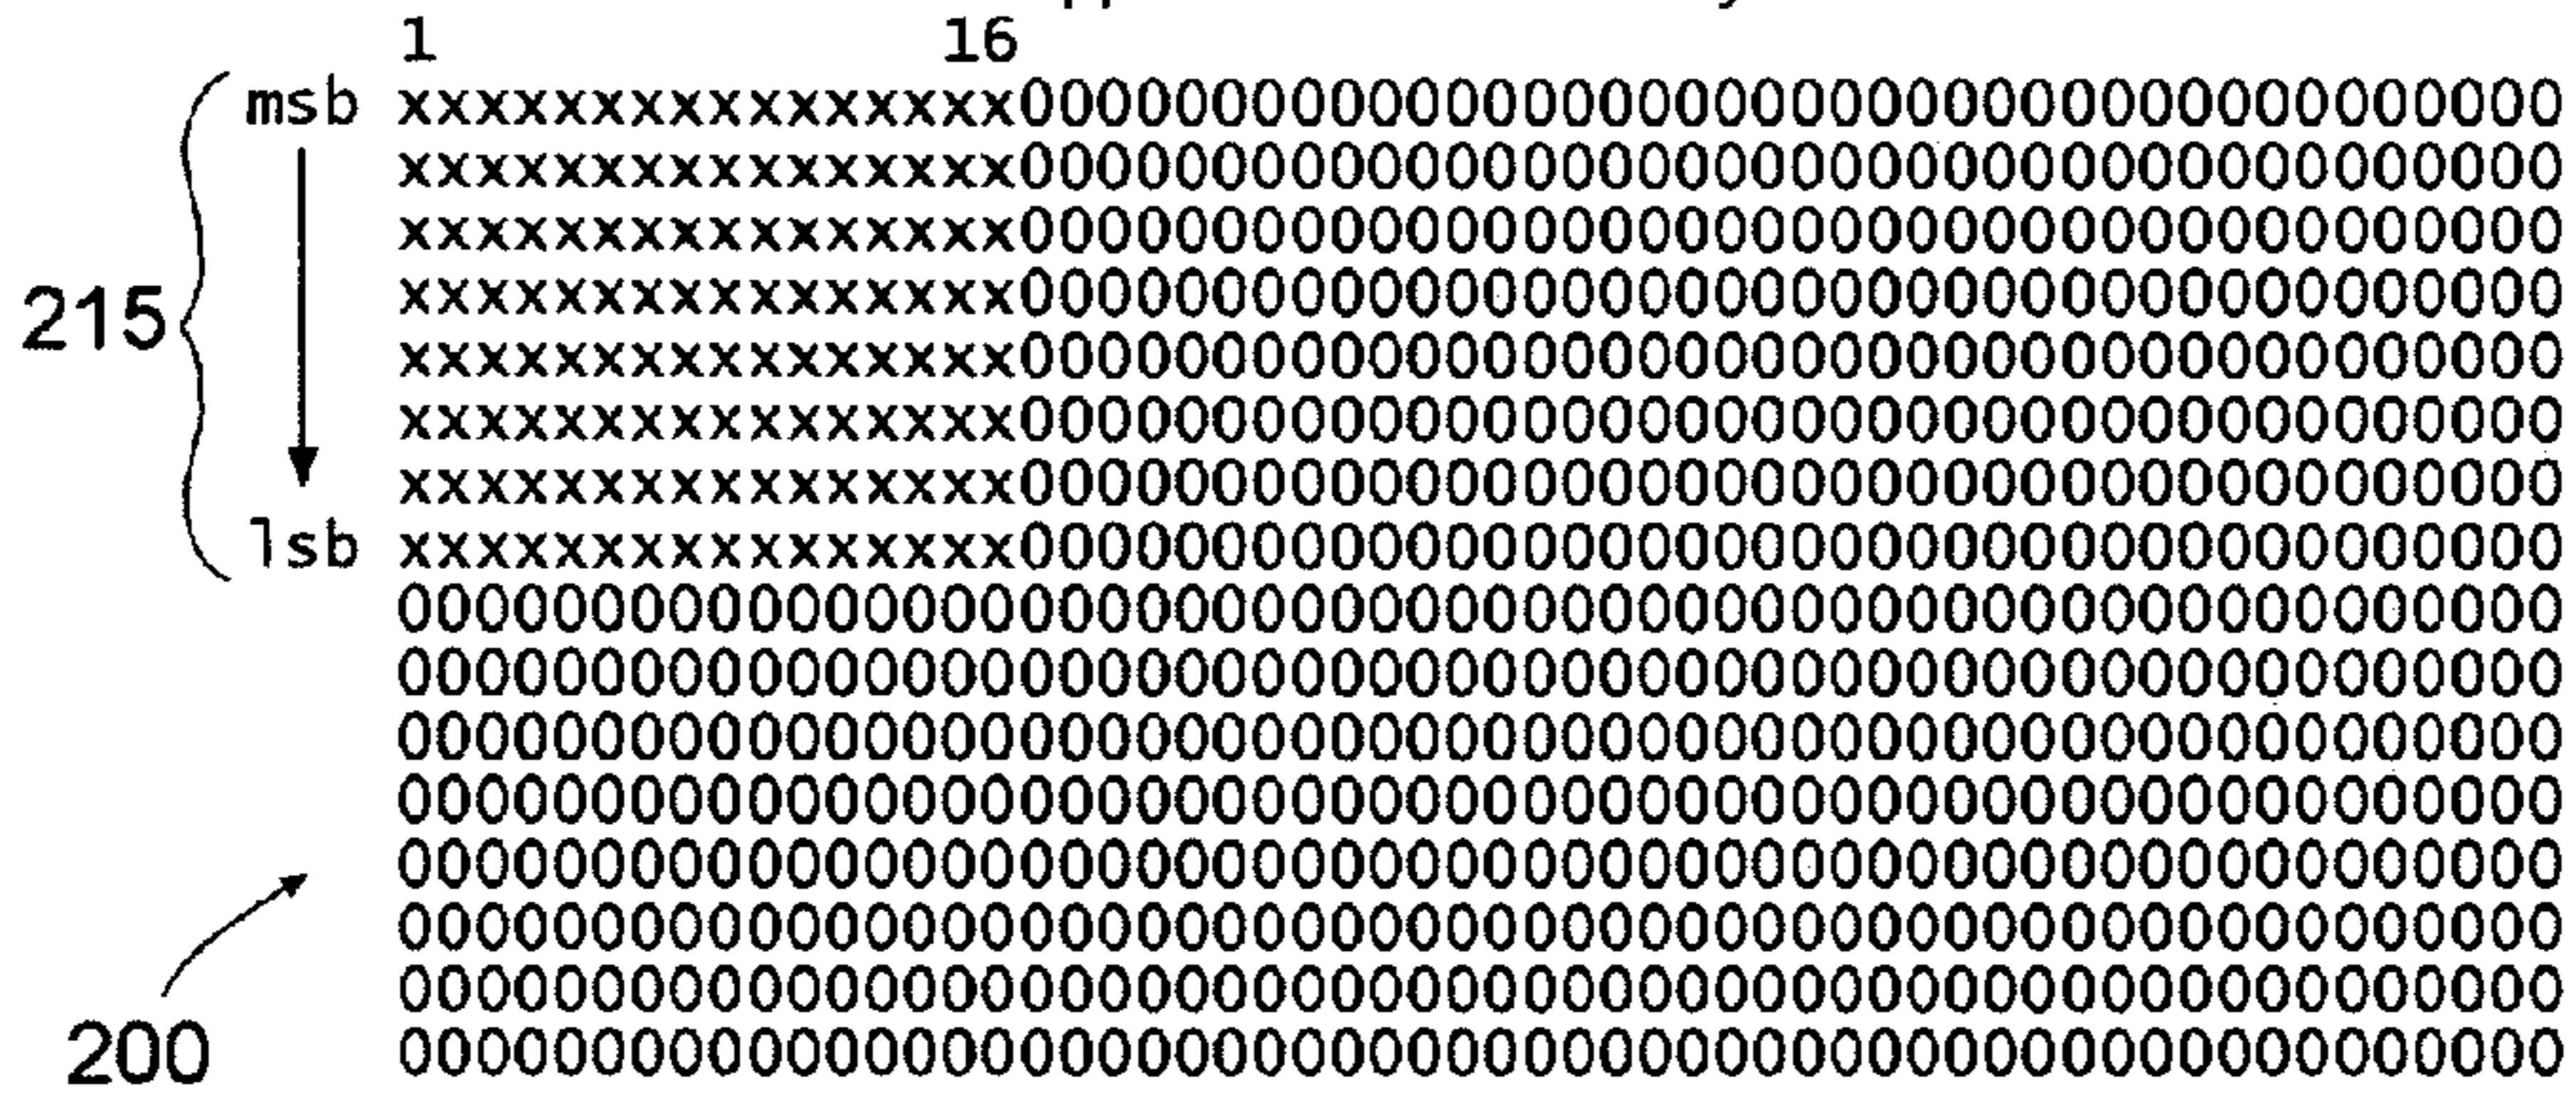 1 16
msb xxxxxxxxxxxxxxxx0000000000000000000000000000000000000000
xxxxxxxxxxxxxxxx0000000000000000000000000000000000000000
xxxxxxxxxxxxxxxx0000000000000000000000000000000000000000
215 xxxxxxxxxxxxxxxx0000000000000000000000000000000000000000
xxxxxxxxxxxxxxxx0000000000000000000000000000000000000000
xxxxxxxxxxxxxxxx0000000000000000000000000000000000000000
xxxxxxxxxxxxxxxx0000000000000000000000000000000000000000
lsb xxxxxxxxxxxxxxxx0000000000000000000000000000000000000000
00000000000000000000000000000000000000000000000000000000
00000000000000000000000000000000000000000000000000000000
00000000000000000000000000000000000000000000000000000000
00000000000000000000000000000000000000000000000000000000
00000000000000000000000000000000000000000000000000000000
00000000000000000000000000000000000000000000000000000000
00000000000000000000000000000000000000000000000000000000
200 00000000000000000000000000000000000000000000000000000000